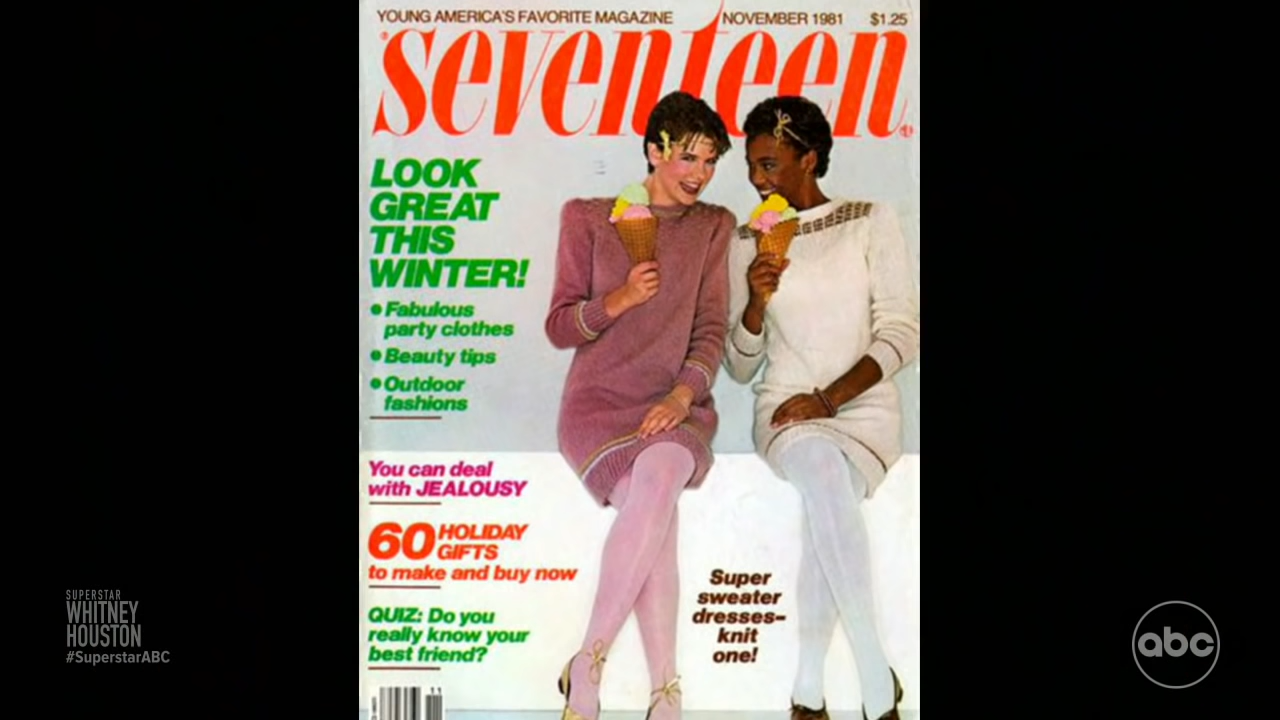 YOUNG AMERICA'S FAVORITE MAGAZINE NOVEMBER 1981 $1.25
seventeen
LOOK
GREAT
THIS
WINTER!
• Fabulous
party clothes
• Beauty tips
• Outdoor
fashions
You can deal
with JEALOUSY
60 HOLIDAY
GIFTS
to make and buy now
QUIZ: Do you
really know your
best friend?
Super
sweater
dresses–
knit
one!
11
SUPERSTAR
WHITNEY
HOUSTON
#SuperstarABC
abc